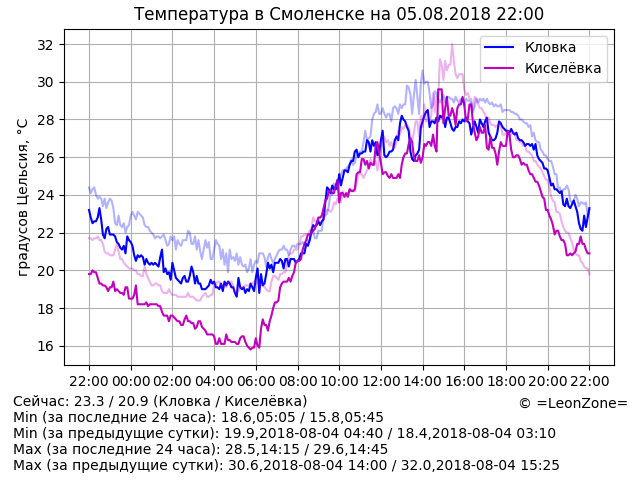 Температура в Смоленске на 05.08.2018 22:00
Кловка
Киселёвка
градусов Цельсия, °C
32
30
28
26
24
22
20
18
16
22:00 00:00 02:00 04:00 06:00 08:00 10:00 12:00 14:00 16:00 18:00 20:00 22:00
Сейчас: 23.3 / 20.9 (Кловка / Киселёвка)
© =LeonZone=
Min (за последние 24 часа): 18.6,05:05 / 15.8,05:45
Min (за предыдущие сутки): 19.9,2018-08-04 04:40 / 18.4,2018-08-04 03:10
Max (за последние 24 часа): 28.5,14:15 / 29.6,14:45
Max (за предыдущие сутки): 30.6,2018-08-04 14:00 / 32.0,2018-08-04 15:25